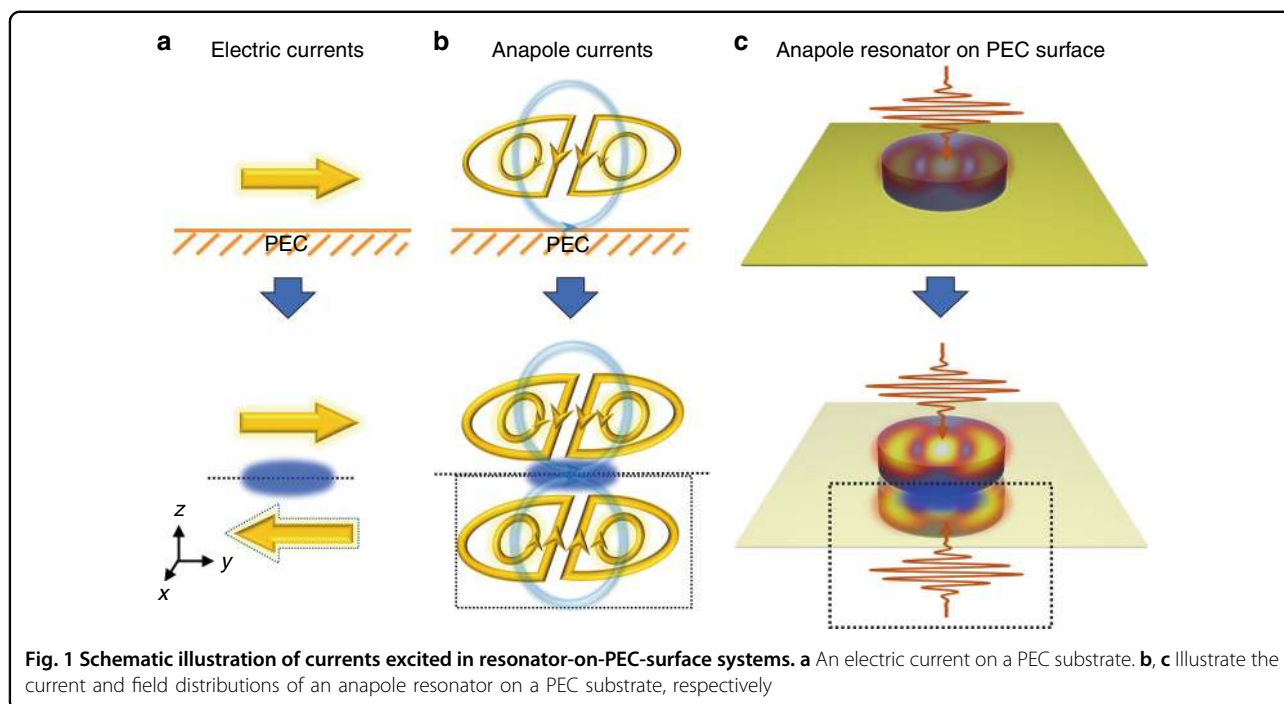 a Electric currents
b Anapole currents
c Anapole resonator on PEC surface
PEC
PEC
z
y
x
Fig. 1 Schematic illustration of currents excited in resonator-on-PEC-surface systems. a An electric current on a PEC substrate. b, c Illustrate the
current and field distributions of an anapole resonator on a PEC substrate, respectively